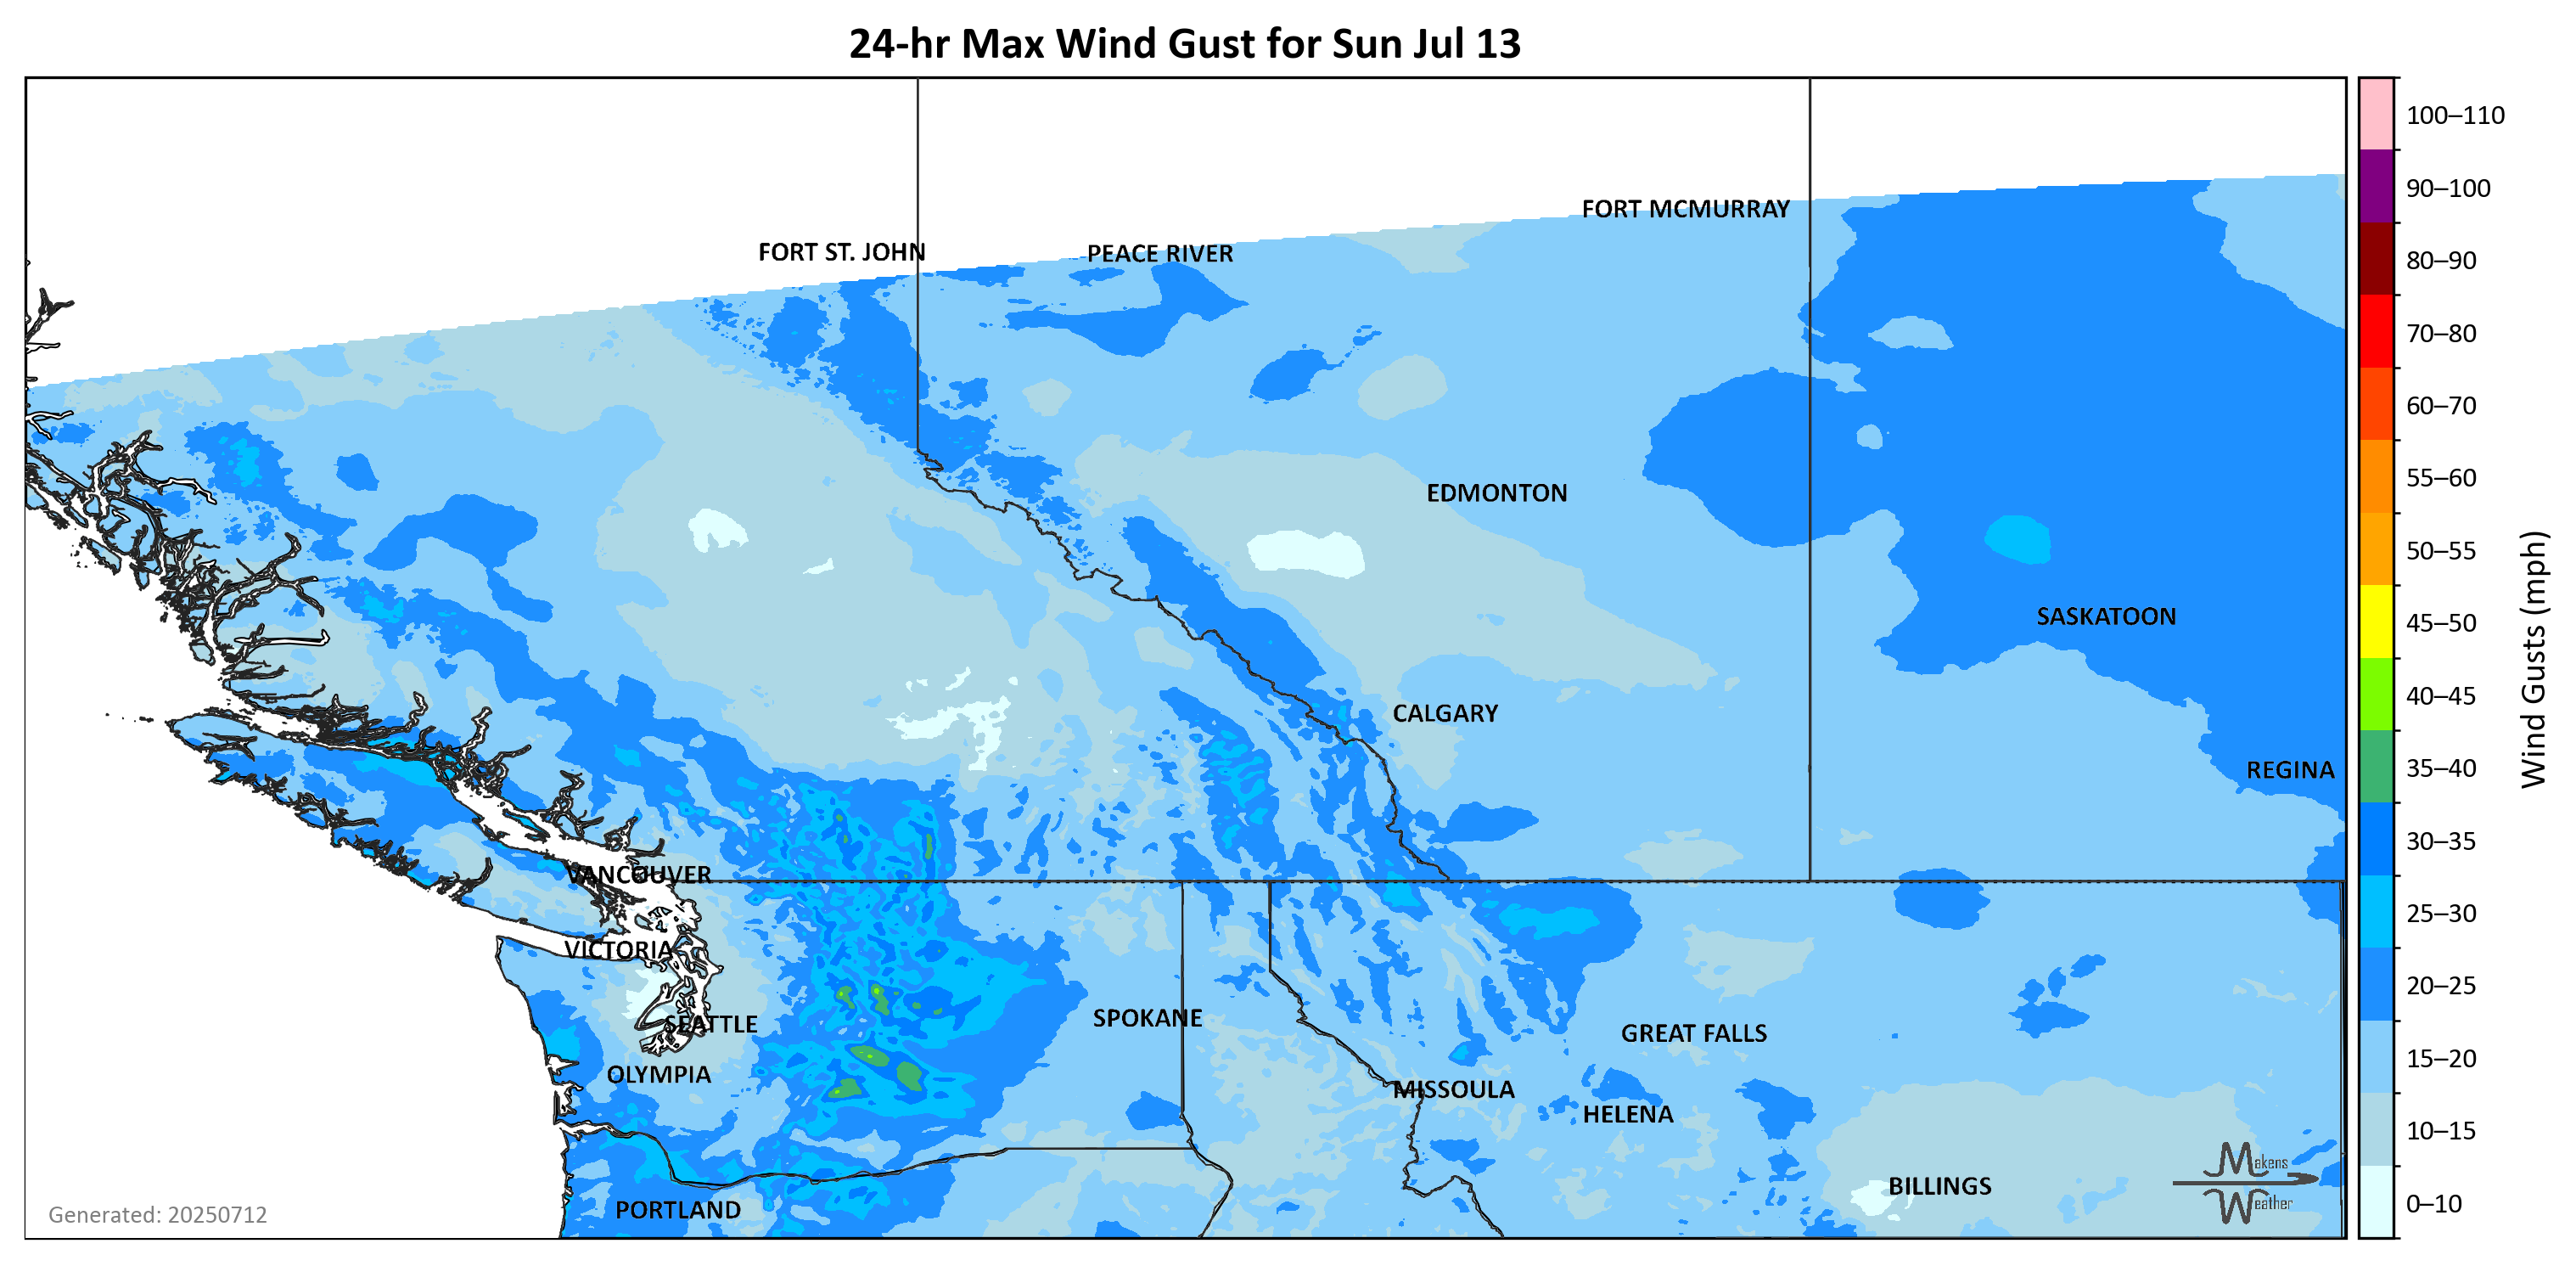 24-hr Max Wind Gust for Sun Jul 13
FORT MCMURRAY
FORT ST. JOHN
PEACE RIVER
EDMONTON
SASKATOON
CALGARY
REGINA
VANCOUVER
VICTORIA
SEATTLE
SPOKANE
GREAT FALLS
OLYMPIA
MISSOULA
HELENA
BILLINGS
PORTLAND
Makens
Weather
Generated: 20250712
100–110
90–100
80–90
70–80
60–70
55–60
50–55
45–50
40–45
35–40
30–35
25–30
20–25
15–20
10–15
0–10
Wind Gusts (mph)